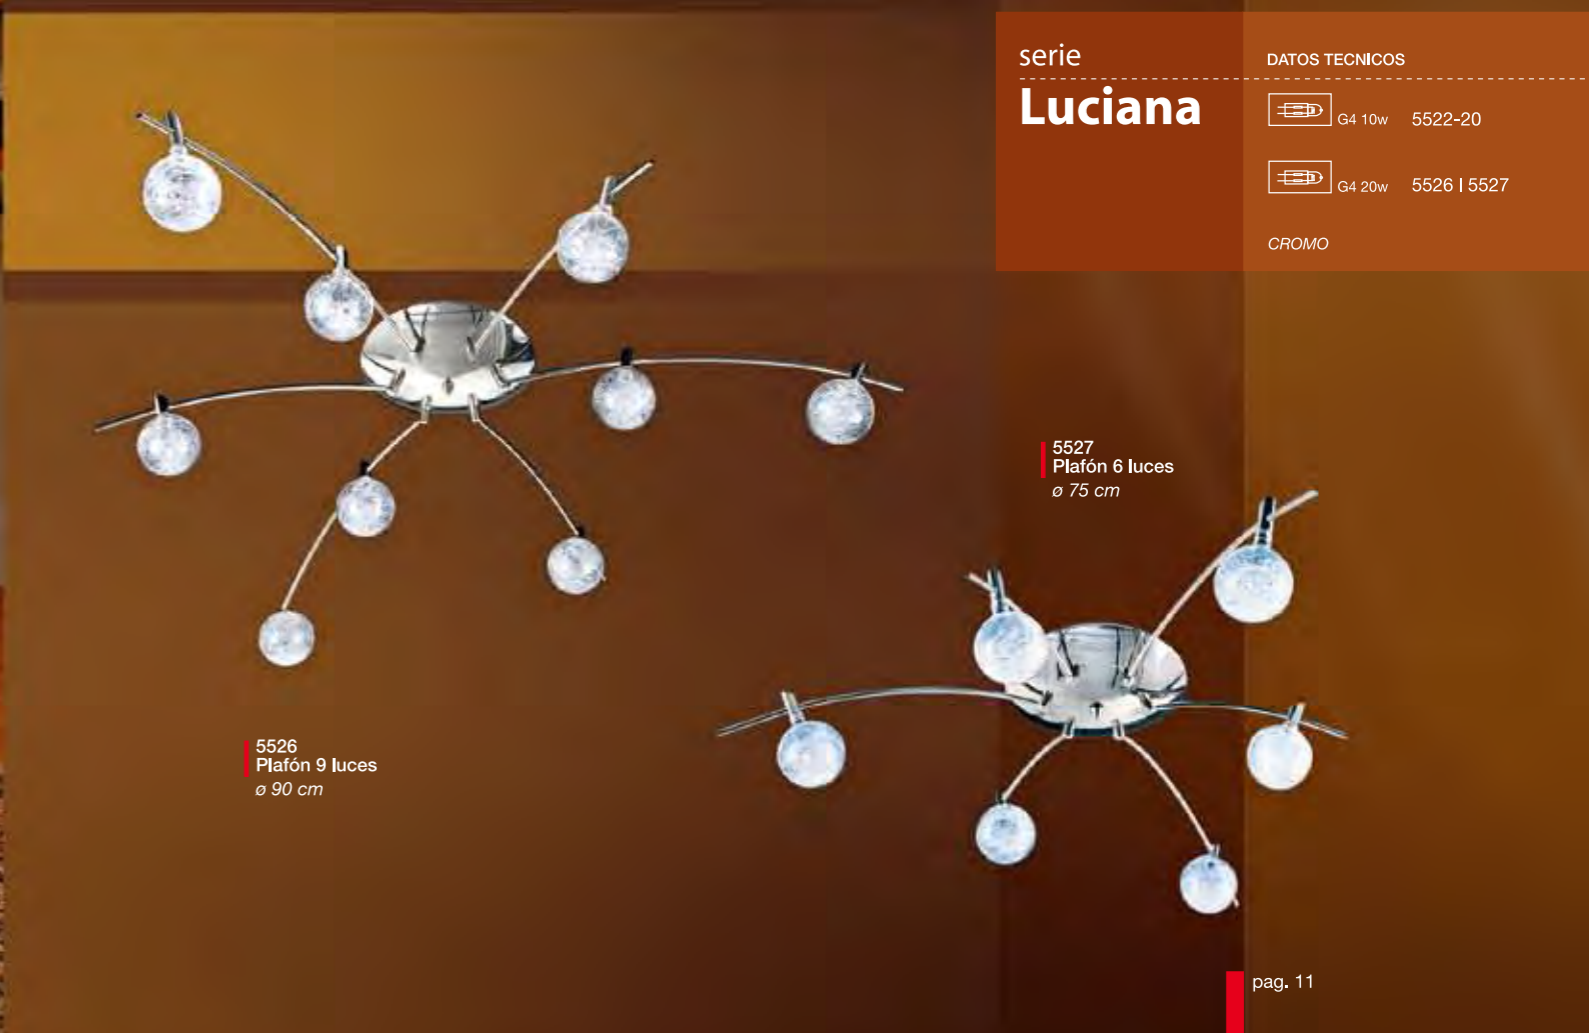 serie
Luciana
DATOS TECNICOS
G4 10w 5522-20
G4 20w 5526 | 5527
CROMO
5527
Plafón 6 luces
ø 75 cm
5526
Plafón 9 luces
ø 90 cm
pag. 11